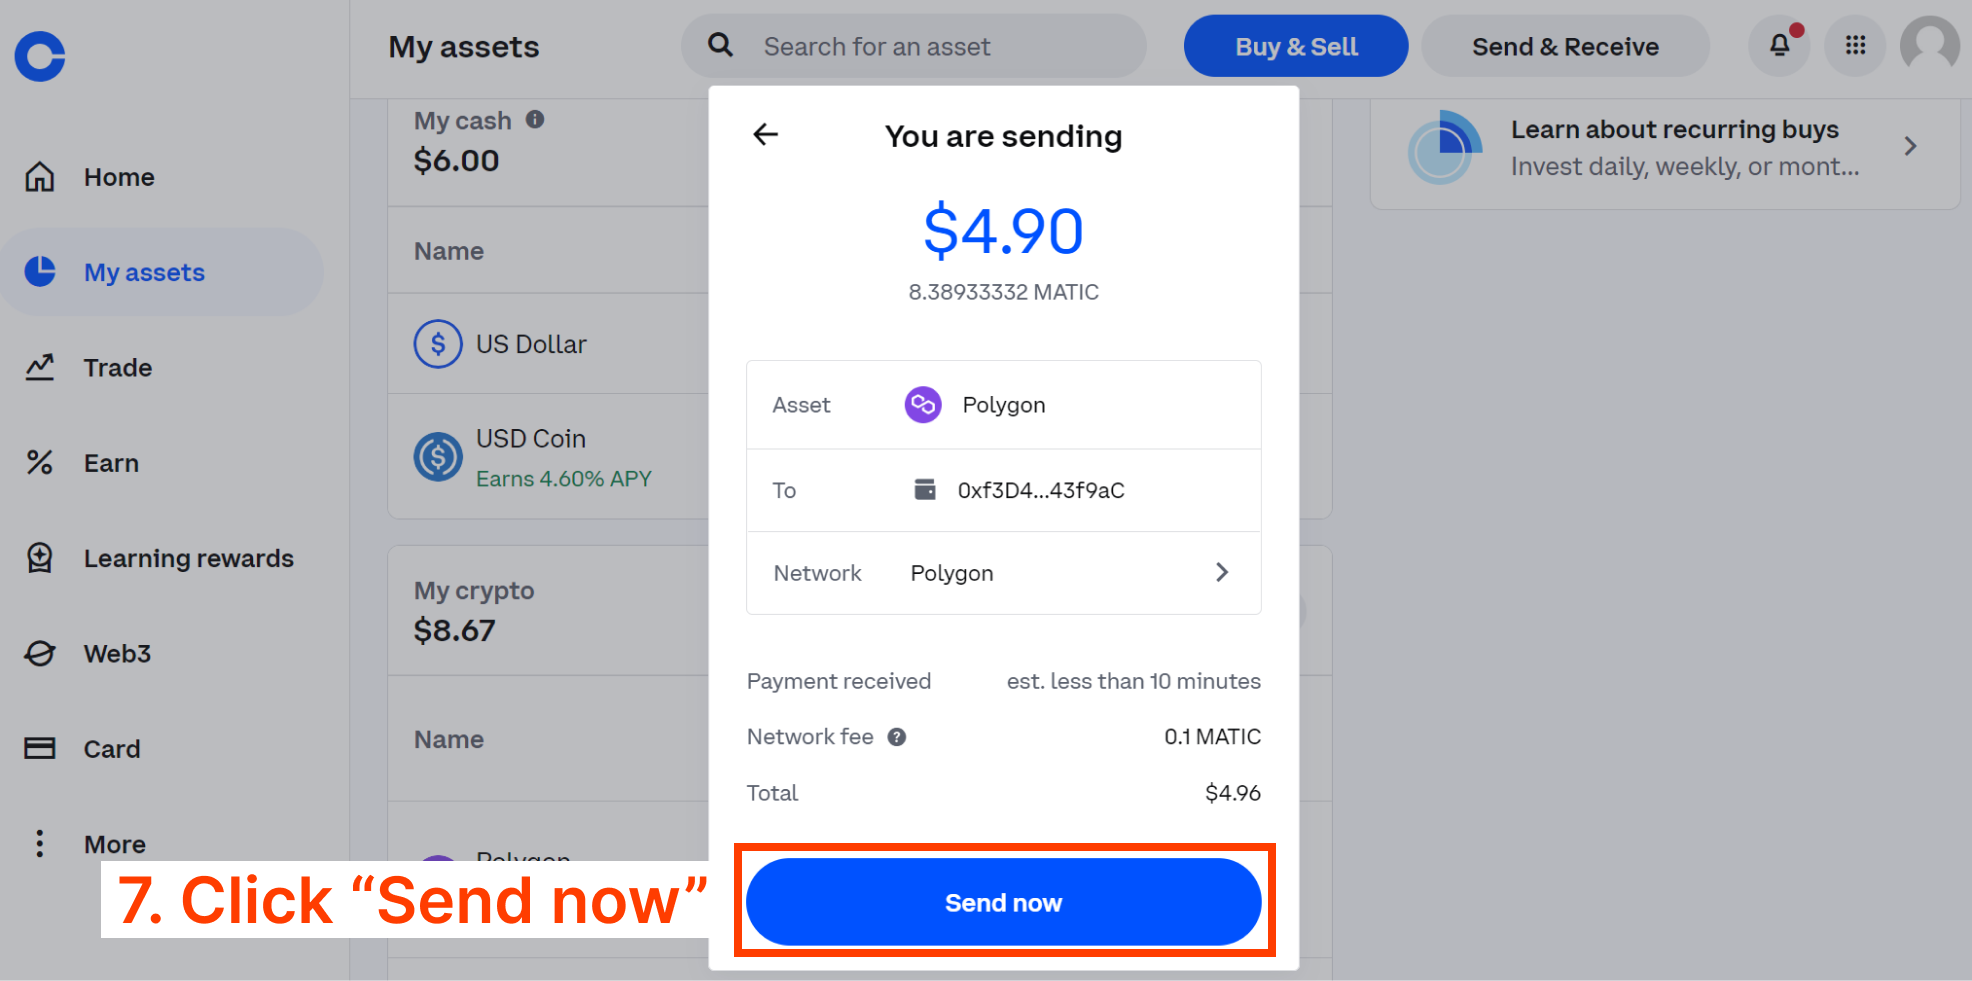 My assets
Search for an asset
Buy & Sell
Send & Receive
Home
My assets
Trade
Earn
Learning rewards
Web3
Card
More
My cash
$6.00
Name
US Dollar
USD Coin
Earns 4.60% APY
My crypto
$8.67
Name
Polygon
You are sending
$4.90
8.38933332 MATIC
Asset Polygon
To 0xf3D4...43f9aC
Network Polygon
Payment received est. less than 10 minutes
Network fee 0.1 MATIC
Total $4.96
Send now
7. Click “Send now”
Learn about recurring buys
Invest daily, weekly, or mont...